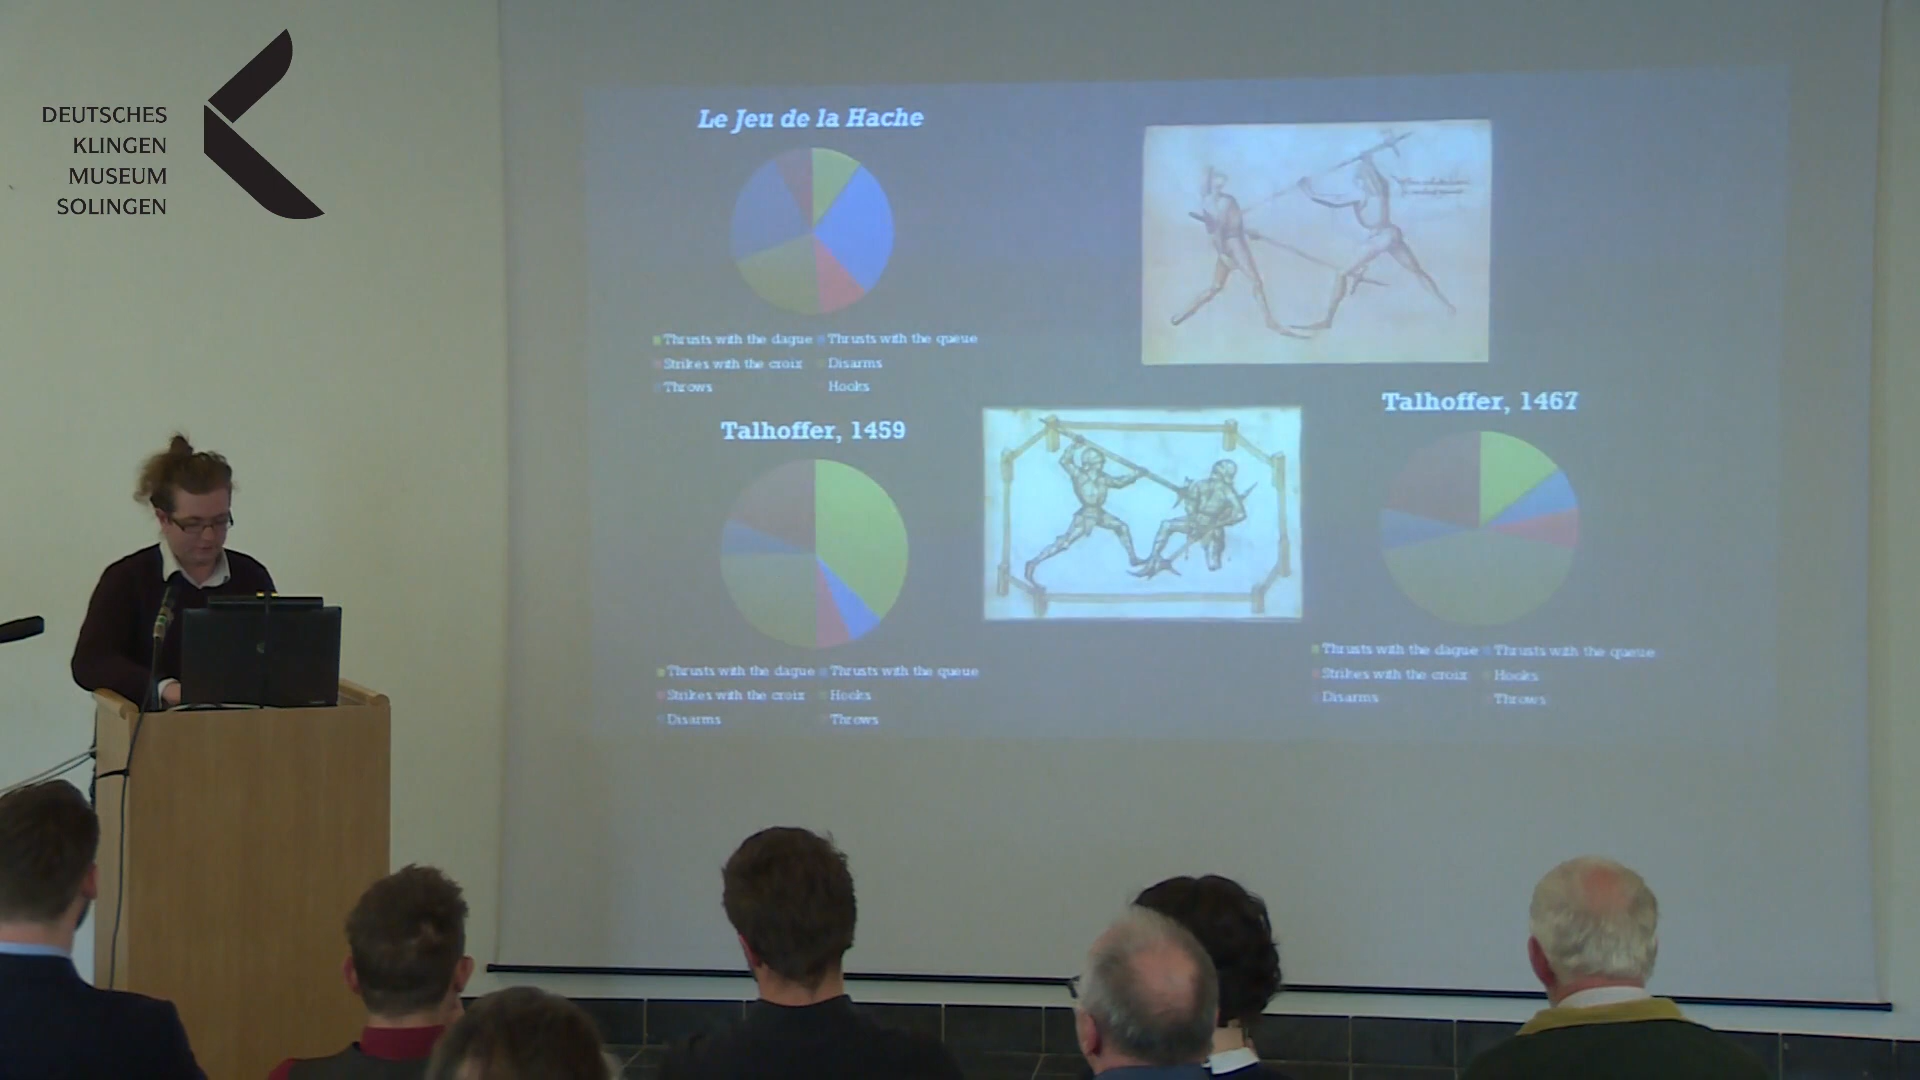 DEUTSCHES
KLINGEN
MUSEUM
SOLINGEN
Le Jeu de la Hache
Thrusts with the dague Thrusts with the queue
Strikes with the croix Disarms
Throws Hooks
Talhoffer, 1459
Thrusts with the dague Thrusts with the queue
Strikes with the croix Hooks
Disarms Throws
Talhoffer, 1467
Thrusts with the dague Thrusts with the queue
Strikes with the croix Hooks
Disarms Throws